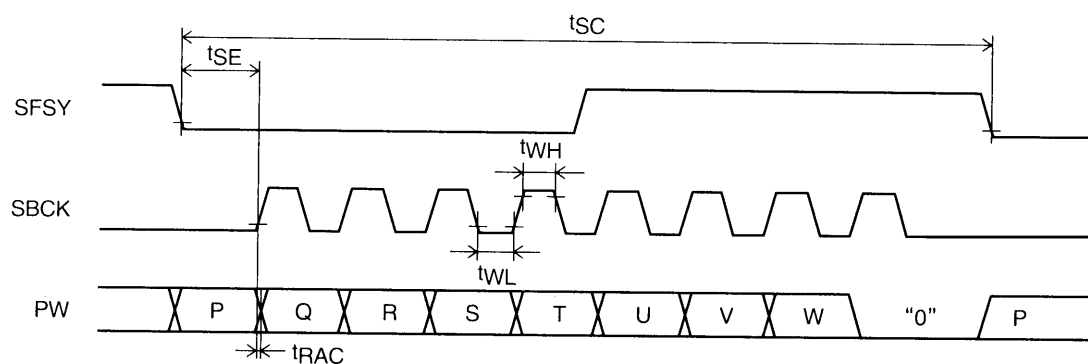 tSC
tSE
SFSY
tWH
SBCK
tWL
PW P Q R S T U V W “0” P
tRAC